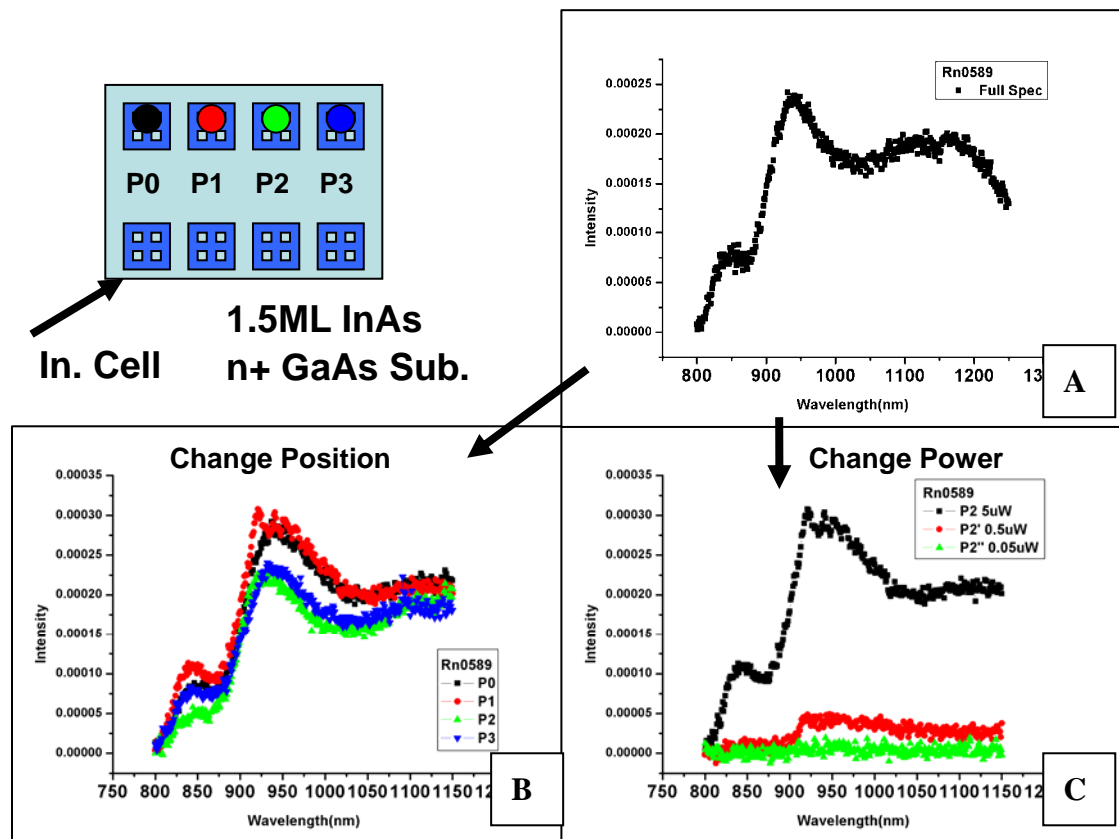 P0 P1 P2 P3
In. Cell
1.5ML InAs
n+ GaAs Sub.
Rn0589
Full Spec
0.00025
0.00020
0.00015
0.00010
0.00005
0.00000
Intensity
800 900 1000 1100 1200 13
Wavelength(nm)
A
Change Position
0.00035
0.00030
0.00025
0.00020
0.00015
0.00010
0.00005
0.00000
Intensity
Rn0589
P0
P1
P2
P3
750 800 850 900 950 1000 1050 1100 1150 12
Wavelength(nm)
B
Change Power
0.00035
0.00030
0.00025
0.00020
0.00015
0.00010
0.00005
0.00000
Intensity
Rn0589
P2 5uW
P2' 0.5uW
P2'' 0.05uW
750 800 850 900 950 1000 1050 1100 1150 12
Wavelength(nm)
C